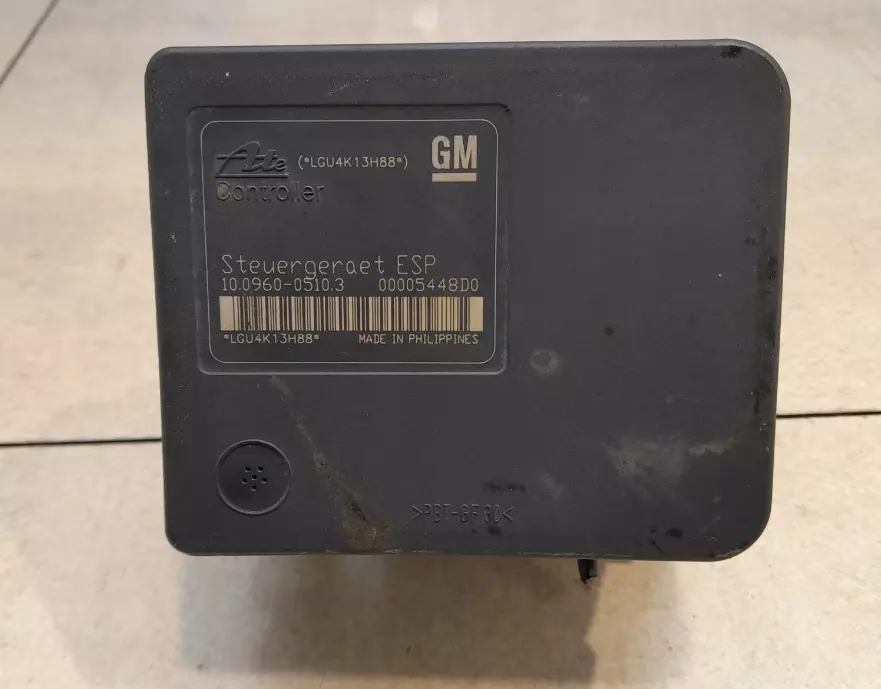 Ate (*LGU4K13H88*) GM
Controller
Steuergeraet ESP
10.0960-0510.3 00005448D0
*LGU4K13H88* MADE IN PHILIPPINES
>PBT-GF30<